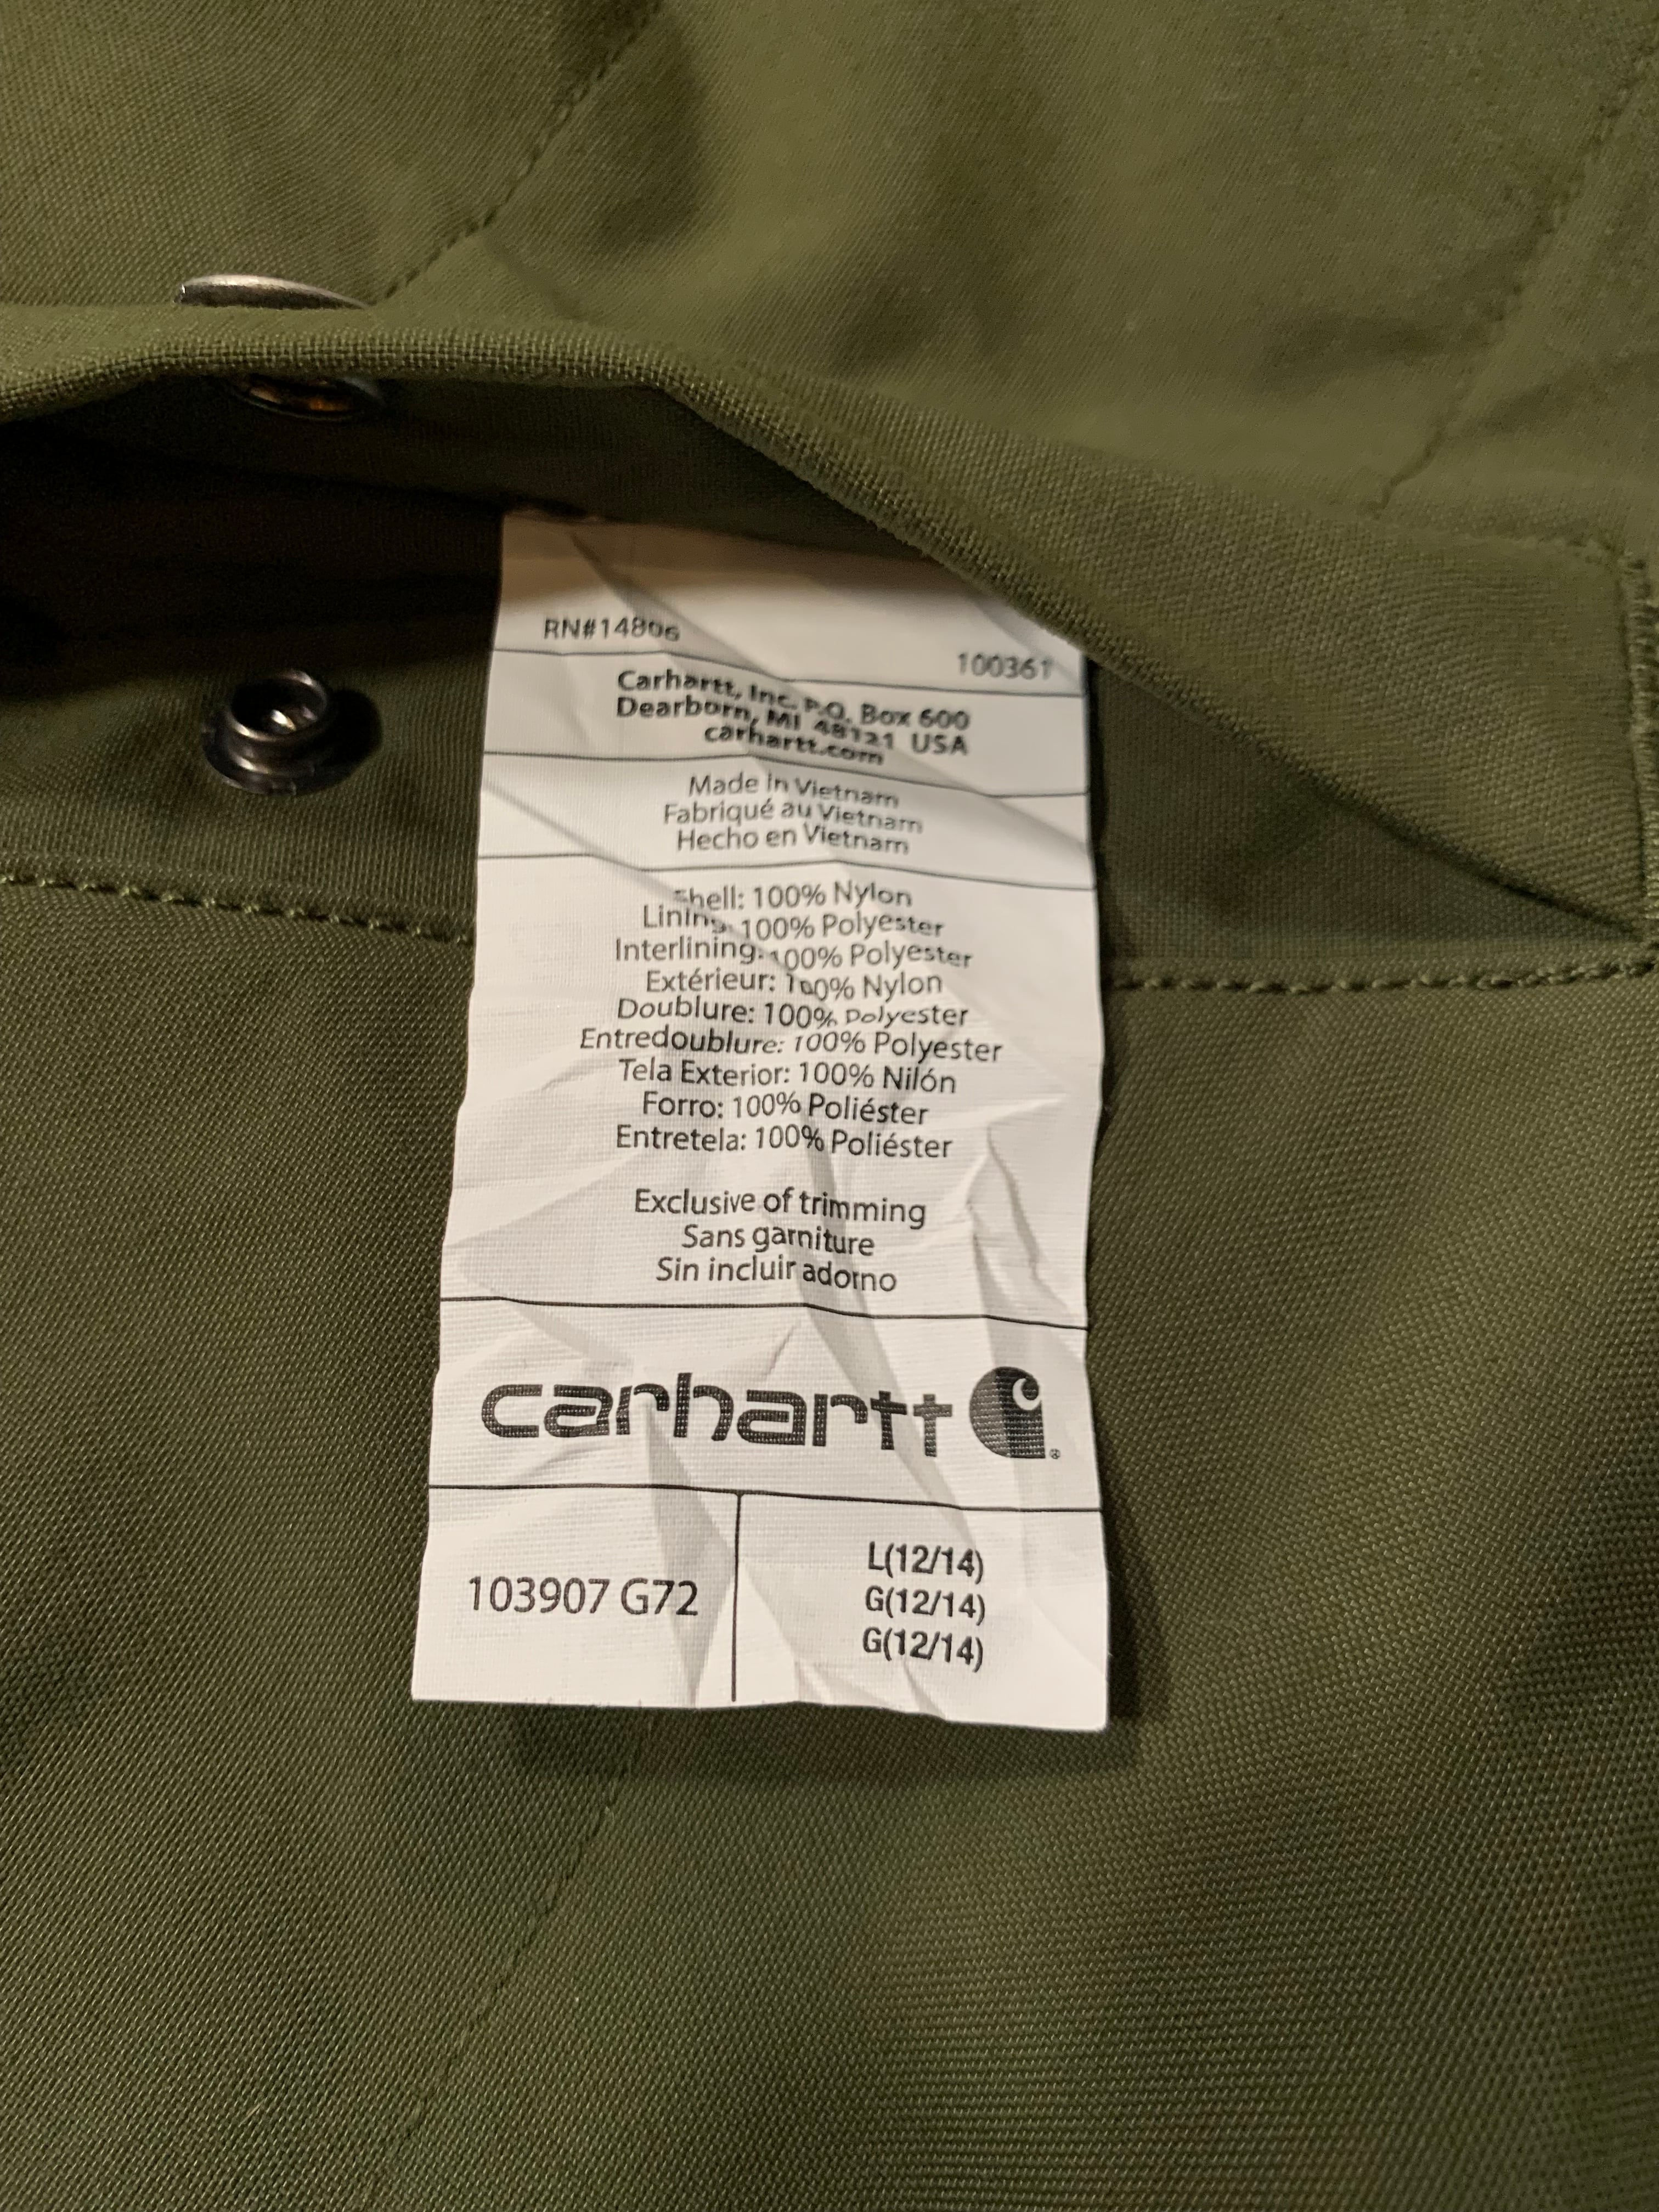 RN#14806
100361
Carhartt, Inc. P.O. Box 600
Dearborn, MI 48121 USA
carhartt.com
Made in Vietnam
Fabriqué au Vietnam
Hecho en Vietnam
Shell: 100% Nylon
Lining: 100% Polyester
Interlining: 100% Polyester
Extérieur: 100% Nylon
Doublure: 100% Polyester
Entredoublure: 100% Polyester
Tela Exterior: 100% Nilón
Forro: 100% Poliéster
Entretela: 100% Poliéster
Exclusive of trimming
Sans garniture
Sin incluir adorno
carhartt ®
103907 G72
L(12/14)
G(12/14)
G(12/14)